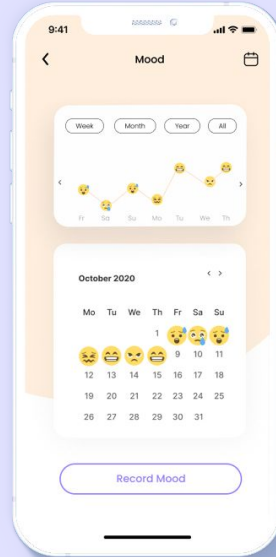 9:41
Mood
Week Month Year All
Fr Sa Su Mo Tu We Th
October 2020
Mo Tu We Th Fr Sa Su
1
9 10 11
12 13 14 15 16 17 18
19 20 21 22 23 24 25
26 27 28 29 30 31
Record Mood